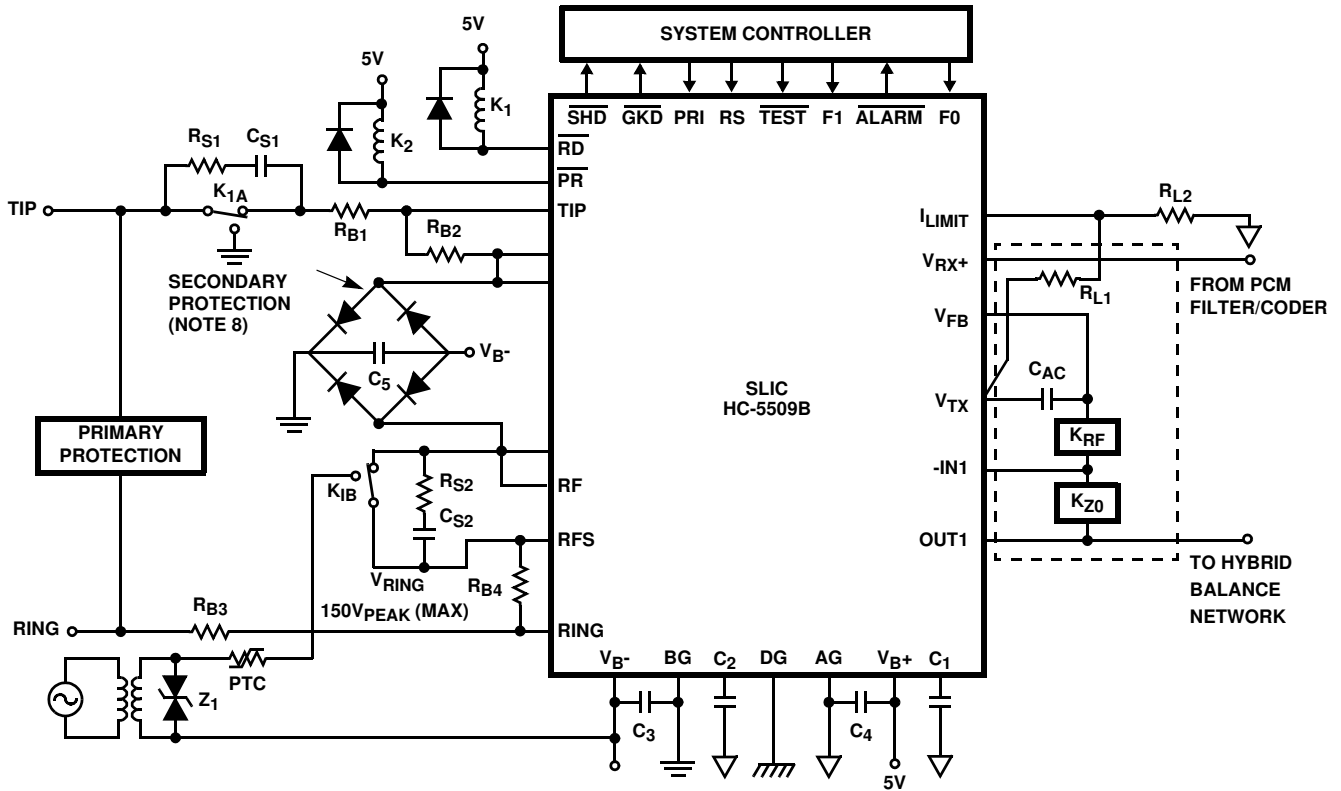 SYSTEM CONTROLLER
5V
5V
K1
K2
SHD GKD PRI RS TEST F1 ALARM F0
RD
PR
TIP
RS1 CS1
K1A
TIP
RB1
RB2
SECONDARY
PROTECTION
(NOTE 8)
VB-
C5
PRIMARY
PROTECTION
SLIC
HC-5509B
ILIMIT
RL2
VRX+
RL1
FROM PCM
FILTER/CODER
VFB
CAC
VTX
KRF
-IN1
KZ0
OUT1
TO HYBRID
BALANCE
NETWORK
KIB
RS2
CS2
RF
RFS
VRING
150VPEAK (MAX)
RB4
RB3
RING
RING
PTC
Z1
VB- BG C2 DG AG VB+ C1
C3
C4
5V